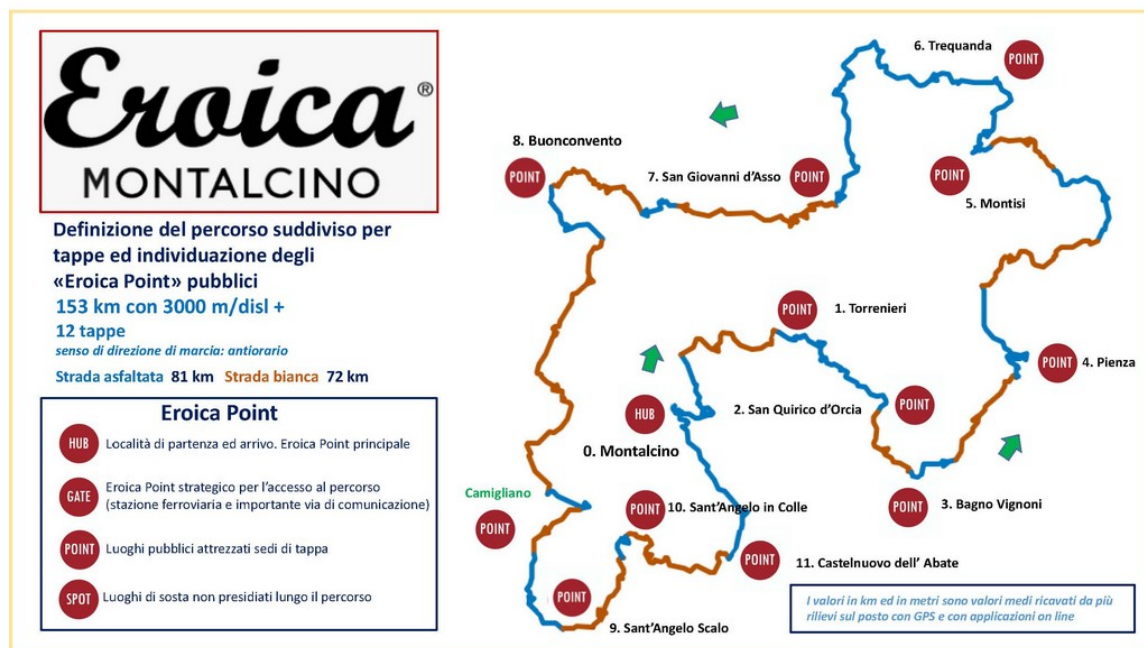 Eroica®
MONTALCINO
Definizione del percorso suddiviso per
tappe ed individuazione degli
«Eroica Point» pubblici
153 km con 3000 m/disl +
12 tappe
senso di direzione di marcia: antiorario
Strada asfaltata 81 km Strada bianca 72 km
Eroica Point
HUB Località di partenza ed arrivo. Eroica Point principale
GATE Eroica Point strategico per l'accesso al percorso
(stazione ferroviaria e importante via di comunicazione)
POINT Luoghi pubblici attrezzati sedi di tappa
SPOT Luoghi di sosta non presidiati lungo il percorso
6. Trequanda
POINT
8. Buonconvento
POINT
7. San Giovanni d'Asso POINT
POINT
5. Montisi
POINT
1. Torrenieri
POINT 4. Pienza
HUB
2. San Quirico d'Orcia POINT
0. Montalcino
Camigliano
POINT
POINT 10. Sant'Angelo in Colle
POINT 3. Bagno Vignoni
POINT
11. Castelnuovo dell' Abate
POINT
9. Sant'Angelo Scalo
I valori in km ed in metri sono valori medi ricavati da più
rilievi sul posto con GPS e con applicazioni on line